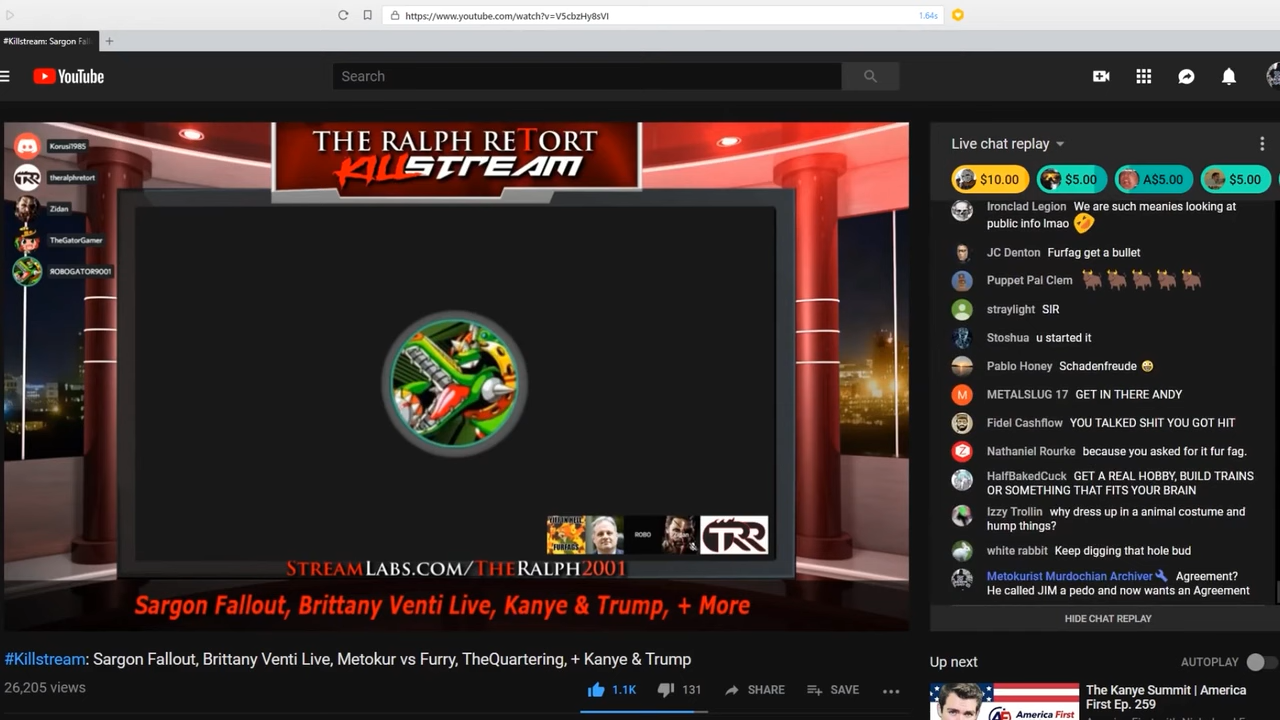 https://www.youtube.com/watch?v=V5cbzHy8sVI
1.64s
#Killstream: Sargon Fall
YouTube
Search
THE RALPH RETORT
KILLSTREAM
Korusi1985
theralphretort
Zidan
TheGatorGamer
ROBOGATOR9001
FURFAGS
ROBO
Zidan
TRR
STREAMLABS.COM/THERALPH2001
Sargon Fallout, Brittany Venti Live, Kanye & Trump, + More
#Killstream: Sargon Fallout, Brittany Venti Live, Metokur vs Furry, TheQuartering, + Kanye & Trump
26,205 views
1.1K
131
SHARE
SAVE
Live chat replay
$10.00
$5.00
A$5.00
$5.00
Ironclad Legion We are such meanies looking at
public info lmao
JC Denton Furfag get a bullet
Puppet Pal Clem
straylight SIR
Stoshua u started it
Pablo Honey Schadenfreude
METALSLUG 17 GET IN THERE ANDY
Fidel Cashflow YOU TALKED SHIT YOU GOT HIT
Nathaniel Rourke because you asked for it fur fag.
HalfBakedCuck GET A REAL HOBBY, BUILD TRAINS
OR SOMETHING THAT FITS YOUR BRAIN
Izzy Trollin why dress up in a animal costume and
hump things?
white rabbit Keep digging that hole bud
Metokurist Murdochian Archiver Agreement?
He called JIM a pedo and now wants an Agreement
HIDE CHAT REPLAY
Up next
AUTOPLAY
The Kanye Summit | America
First Ep. 259
America First